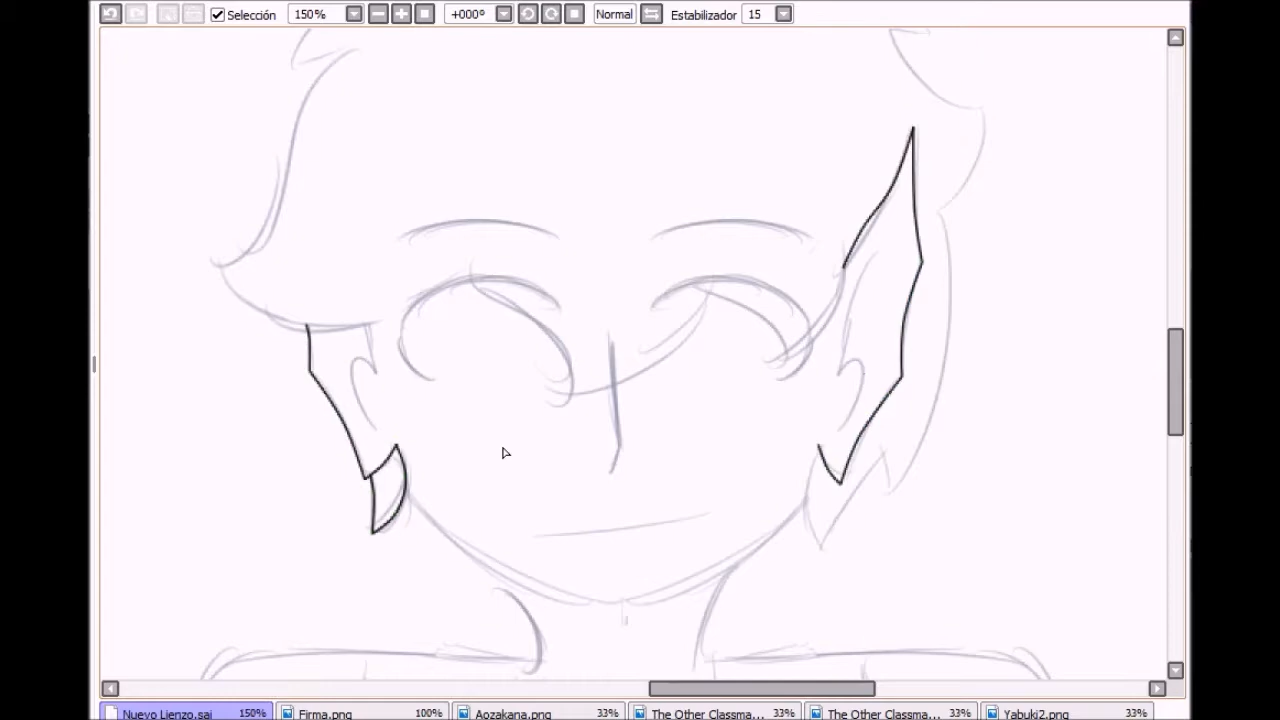 Selección 150% +000º Normal Estabilizador 15
Nuevo Lienzo.sai 150% Firma.png 100% Aozakana.png 33% The Other Classma... 33% The Other Classma... 33% Yabuki2.png 33%